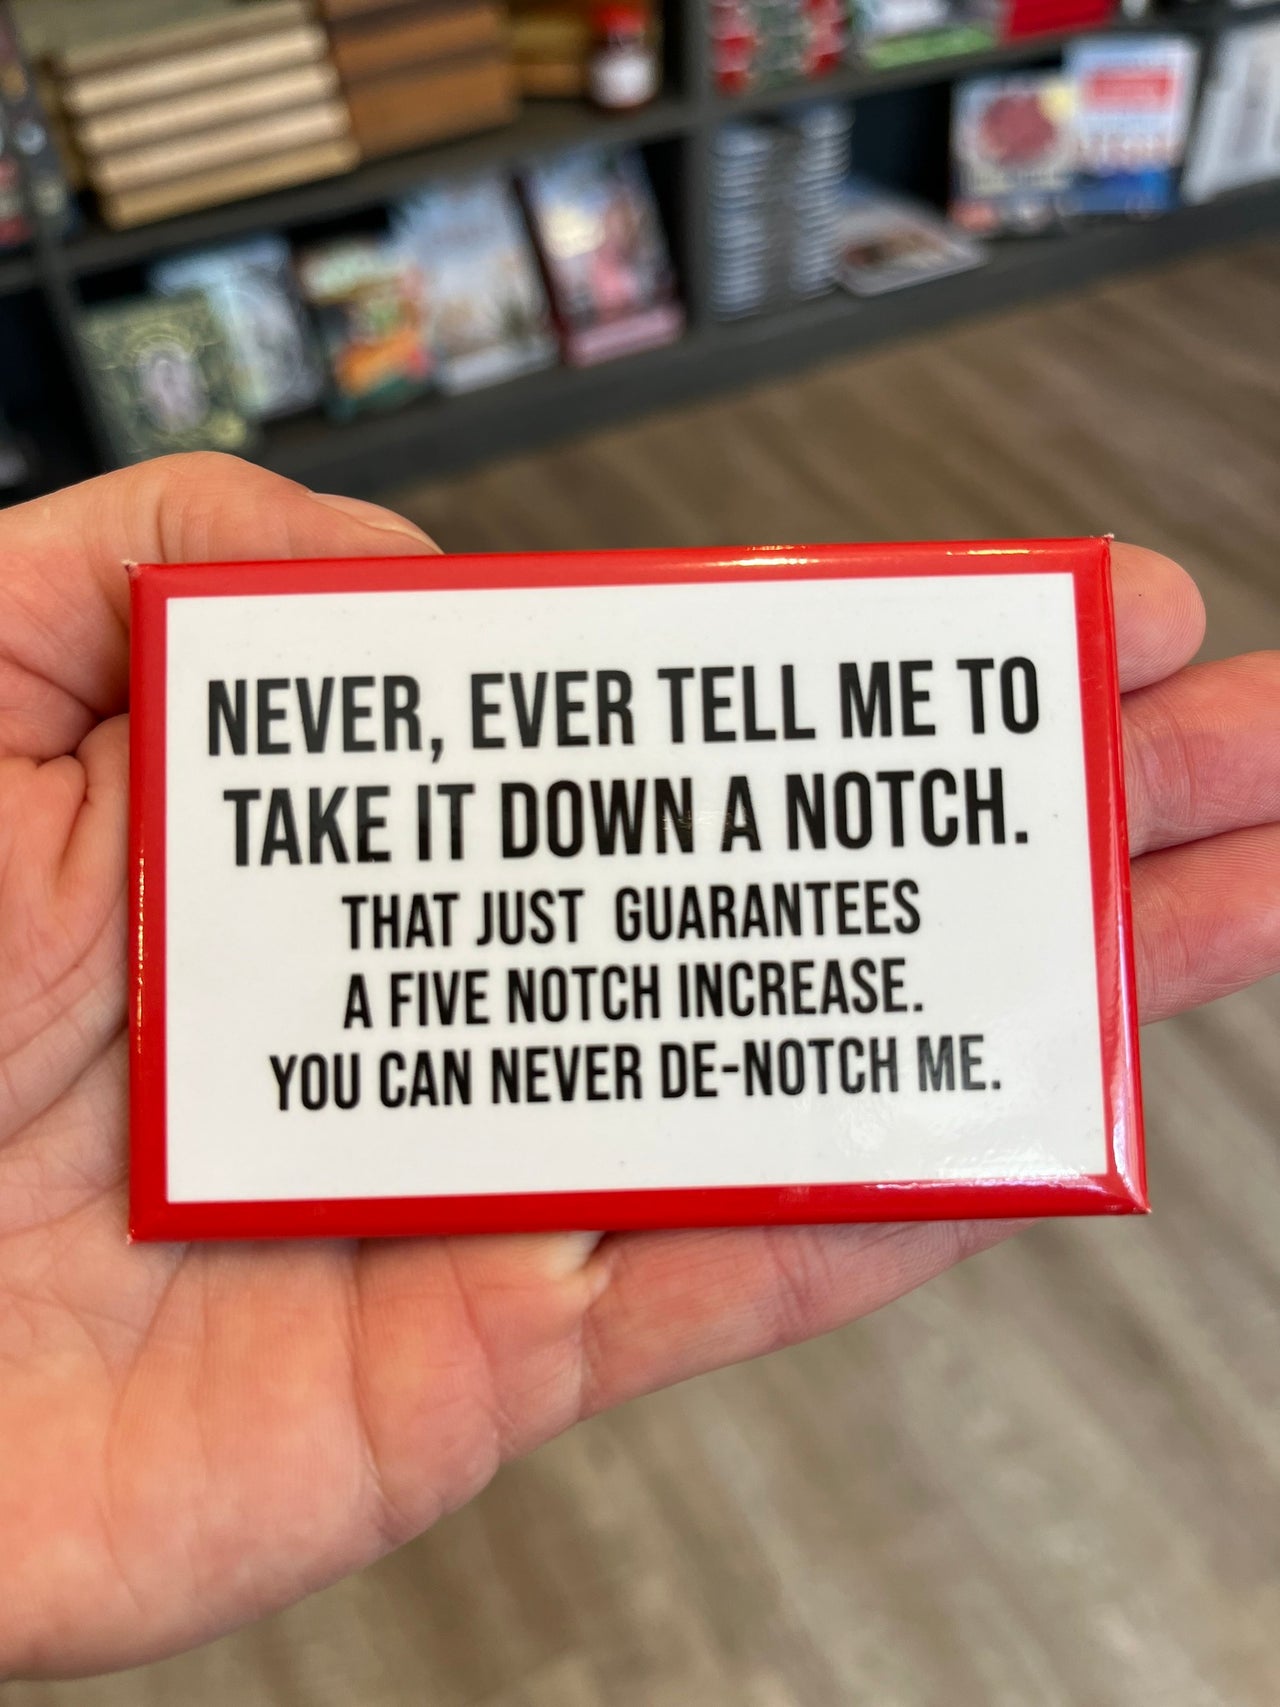 NEVER, EVER TELL ME TO
TAKE IT DOWN A NOTCH.
THAT JUST GUARANTEES
A FIVE NOTCH INCREASE.
YOU CAN NEVER DE-NOTCH ME.